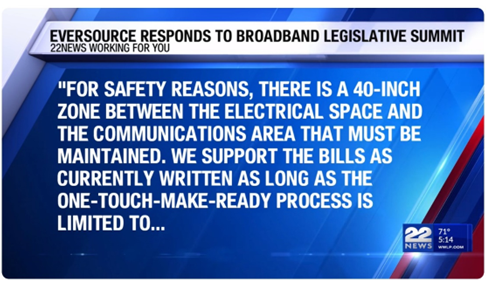 EVERSOURCE RESPONDS TO BROADBAND LEGISLATIVE SUMMIT
22NEWS WORKING FOR YOU
"FOR SAFETY REASONS, THERE IS A 40-INCH
ZONE BETWEEN THE ELECTRICAL SPACE AND
THE COMMUNICATIONS AREA THAT MUST BE
MAINTAINED. WE SUPPORT THE BILLS AS
CURRENTLY WRITTEN AS LONG AS THE
ONE-TOUCH-MAKE-READY PROCESS IS
LIMITED TO...
22 71°
NEWS 5:14
WWLP.COM